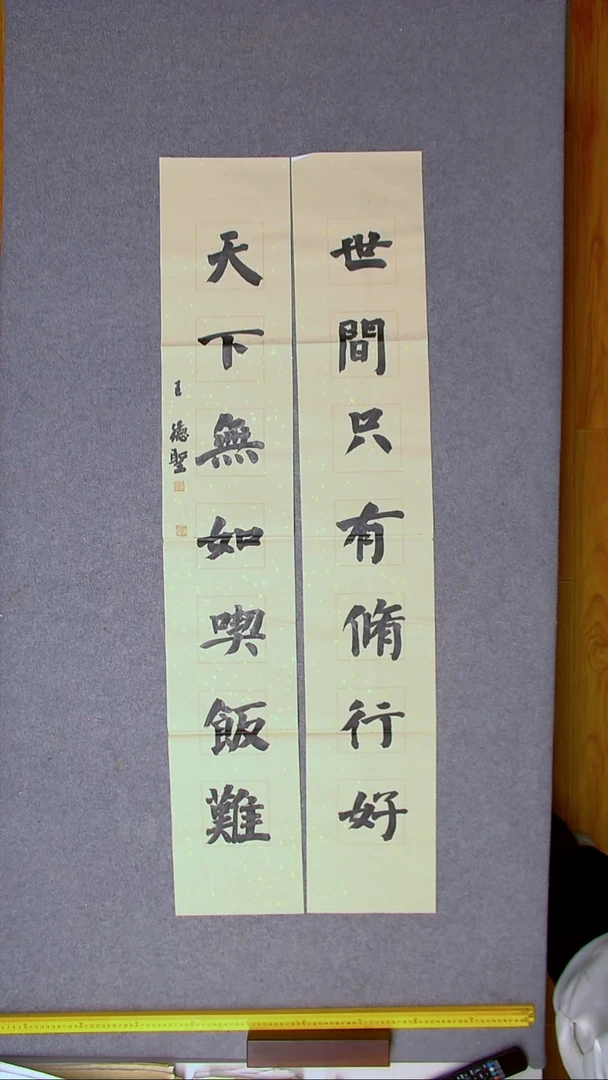 世間只有脩行好
天下無如喫飯難
王德聖